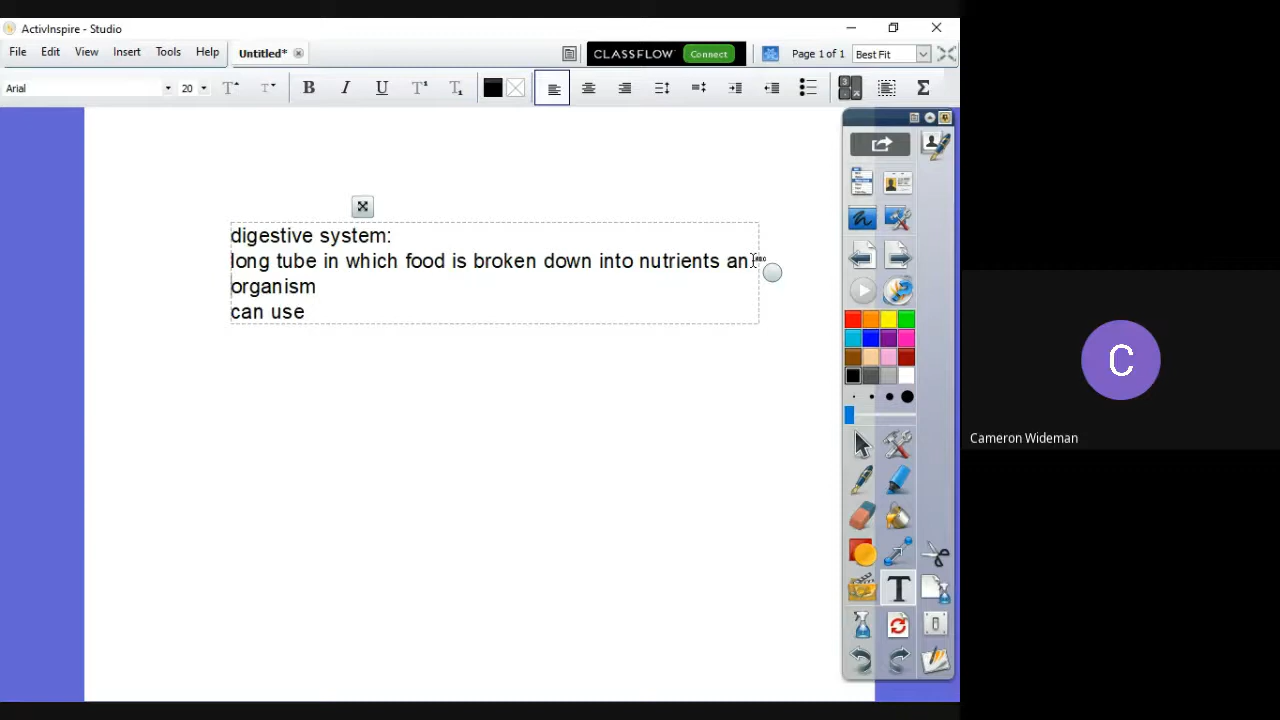 ActivInspire - Studio
File Edit View Insert Tools Help Untitled* CLASSFLOW Connect Page 1 of 1 Best Fit
Arial 20 B I U
digestive system:
long tube in which food is broken down into nutrients an
organism
can use
T
C
Cameron Wideman